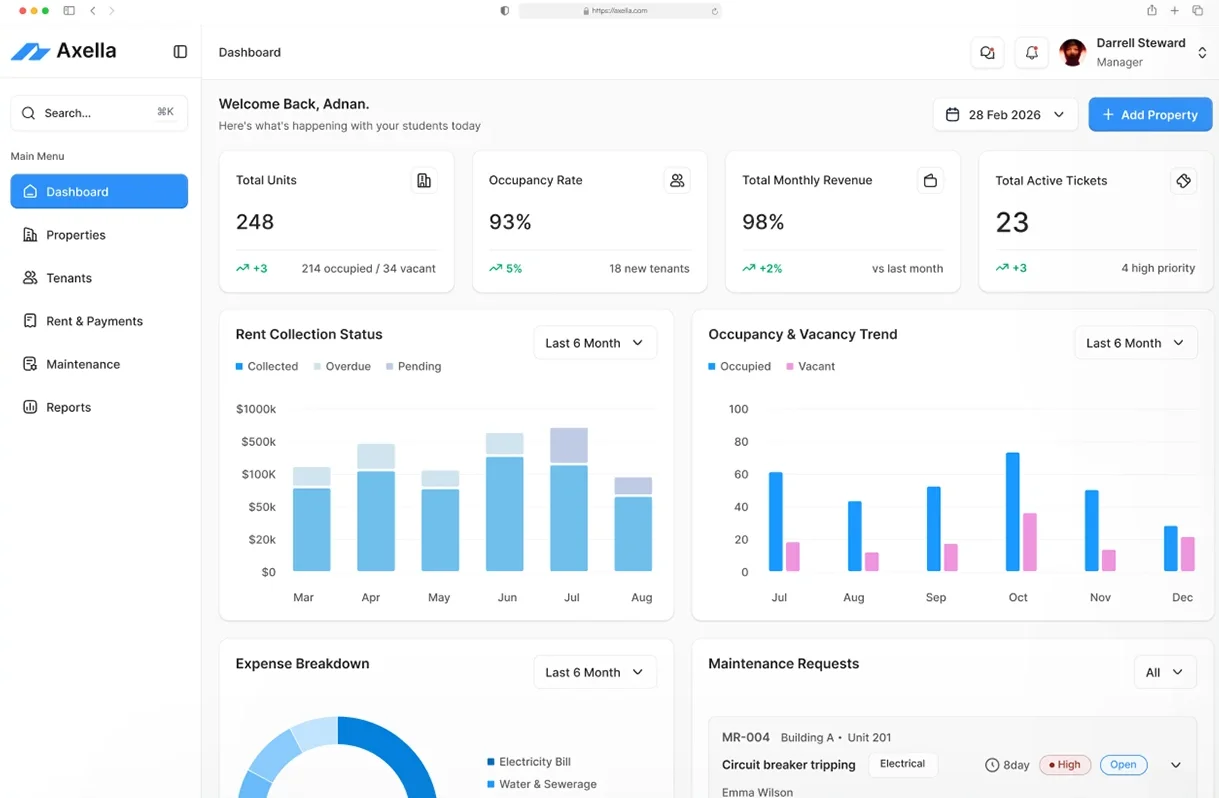 https://axella.com
Axella
Dashboard
Darrell Steward
Manager
Search...
⌘K
Welcome Back, Adnan.
Here's what's happening with your students today
28 Feb 2026
+ Add Property
Main Menu
Dashboard
Properties
Tenants
Rent & Payments
Maintenance
Reports
Total Units
248
+3
214 occupied / 34 vacant
Occupancy Rate
93%
5%
18 new tenants
Total Monthly Revenue
98%
+2%
vs last month
Total Active Tickets
23
+3
4 high priority
Rent Collection Status
Last 6 Month
Collected Overdue Pending
$1000k
$500k
$100K
$50k
$20k
$0
Mar Apr May Jun Jul Aug
Occupancy & Vacancy Trend
Last 6 Month
Occupied Vacant
100
80
60
40
20
0
Jul Aug Sep Oct Nov Dec
Expense Breakdown
Last 6 Month
Electricity Bill
Water & Sewerage
Maintenance Requests
All
MR-004 Building A • Unit 201
Circuit breaker tripping Electrical 8day High Open
Emma Wilson